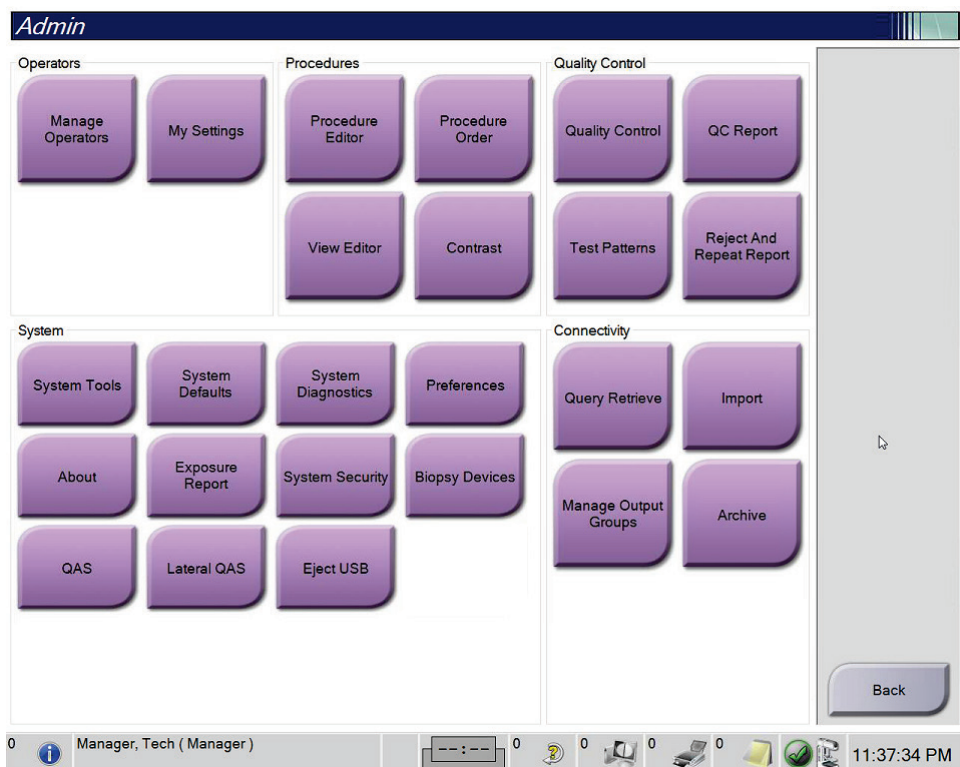 Admin
Operators
Manage
Operators
My Settings
Procedures
Procedure
Editor
Procedure
Order
View Editor
Contrast
Quality Control
Quality Control
QC Report
Test Patterns
Reject And
Repeat Report
System
System Tools
System
Defaults
System
Diagnostics
Preferences
About
Exposure
Report
System Security
Biopsy Devices
QAS
Lateral QAS
Eject USB
Connectivity
Query Retrieve
Import
Manage Output
Groups
Archive
Back
0
Manager, Tech ( Manager )
--:--
0
0
0
0
11:37:34 PM